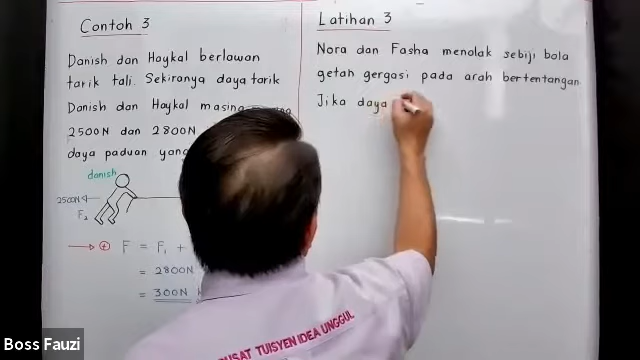 Contoh 3
Danish dan Haykal berlawan
tarik tali. Sekiranya daya tarik
Danish dan Haykal masing
2500N dan 2800N
daya paduan yang
danish
2500N
F₂
→ ⊕ F = F₁ +
= 2800N
= 300N
Latihan 3
Nora dan Fasha menolak sebiji bola
getah gergasi pada arah bertentangan.
Jika daya
PUSAT TUISYEN IDEA UNGGUL
Boss Fauzi